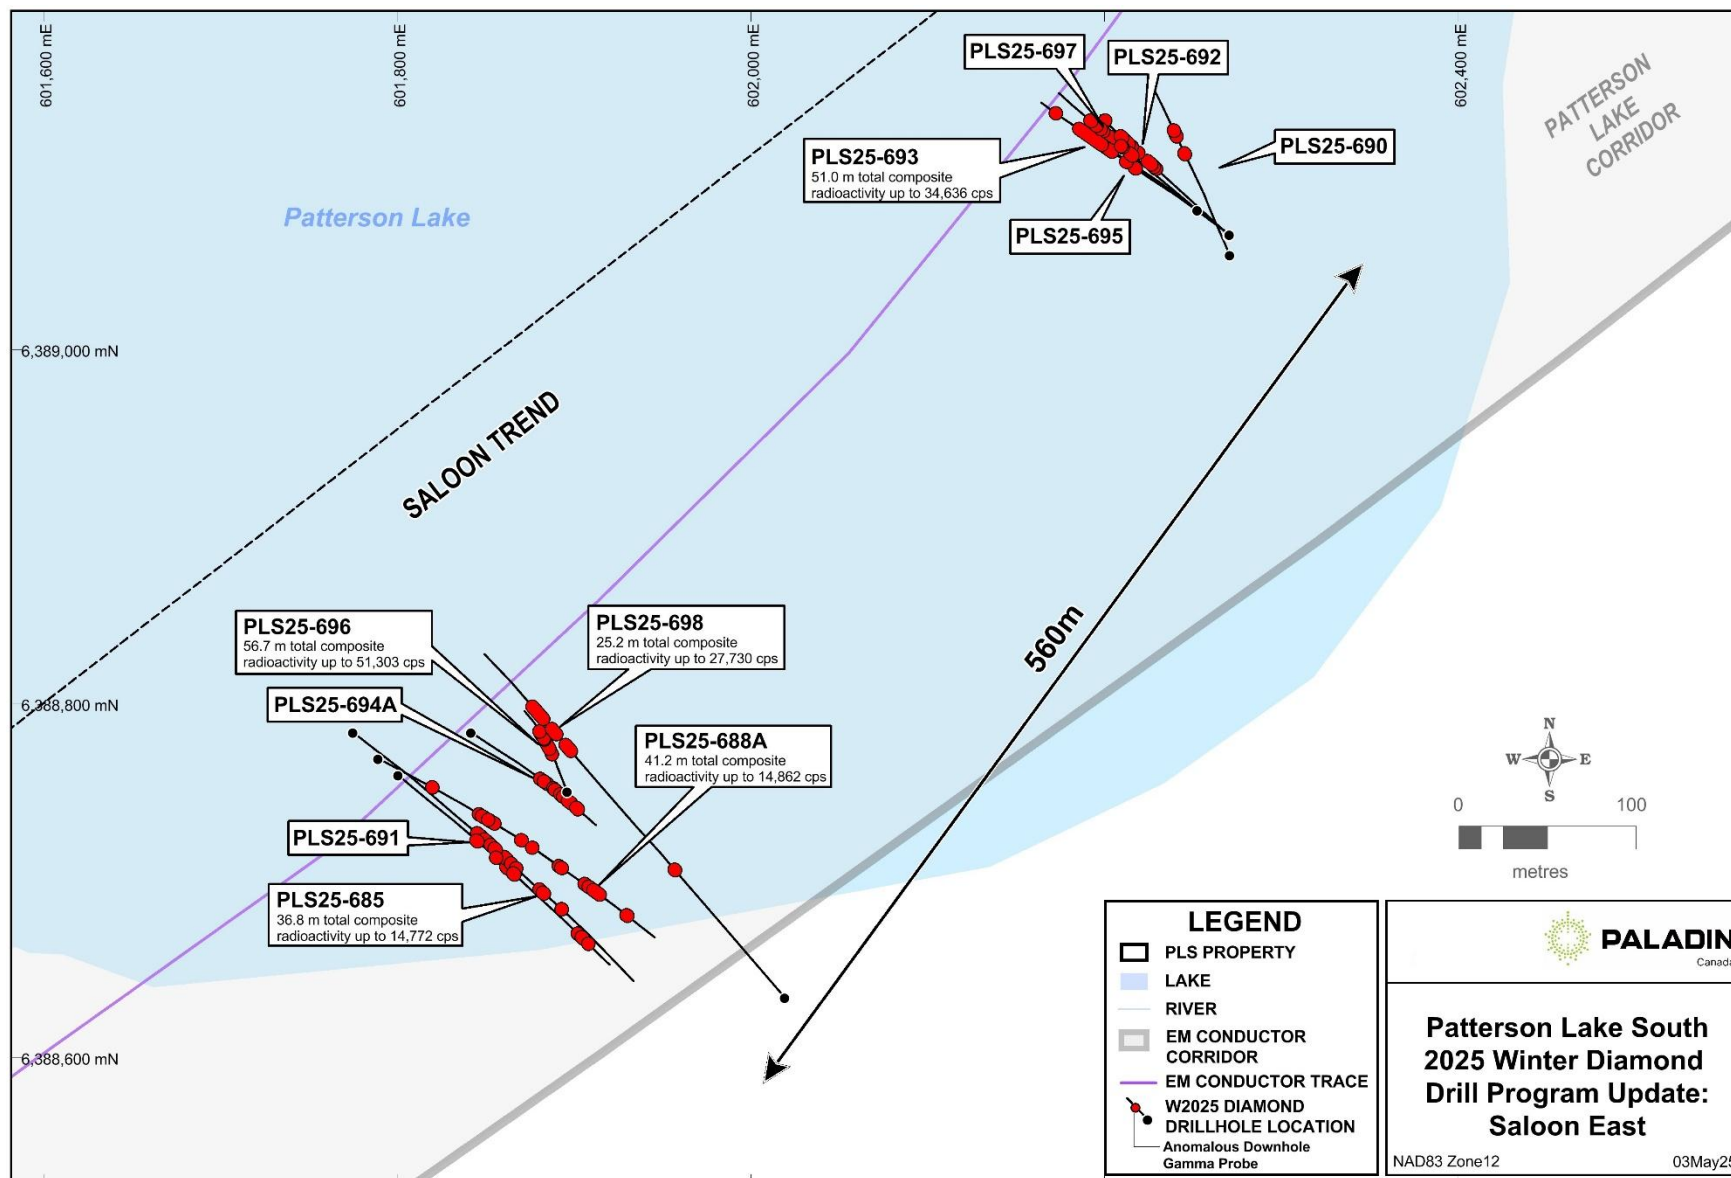 601,600 mE
601,800 mE
602,000 mE
602,400 mE
PATTERSON
LAKE
CORRIDOR
PLS25-697
PLS25-692
PLS25-690
PLS25-693
51.0 m total composite
radioactivity up to 34,636 cps
PLS25-695
Patterson Lake
6,389,000 mN
SALOON TREND
560m
PLS25-696
56.7 m total composite
radioactivity up to 51,303 cps
PLS25-698
25.2 m total composite
radioactivity up to 27,730 cps
PLS25-694A
6,388,800 mN
PLS25-688A
41.2 m total composite
radioactivity up to 14,862 cps
PLS25-691
PLS25-685
36.8 m total composite
radioactivity up to 14,772 cps
6,388,600 mN
N
W E
S
0 100
metres
LEGEND
PLS PROPERTY
LAKE
RIVER
EM CONDUCTOR
CORRIDOR
EM CONDUCTOR TRACE
W2025 DIAMOND
DRILLHOLE LOCATION
Anomalous Downhole
Gamma Probe
PALADIN
Canada
Patterson Lake South
2025 Winter Diamond
Drill Program Update:
Saloon East
NAD83 Zone12 03May25